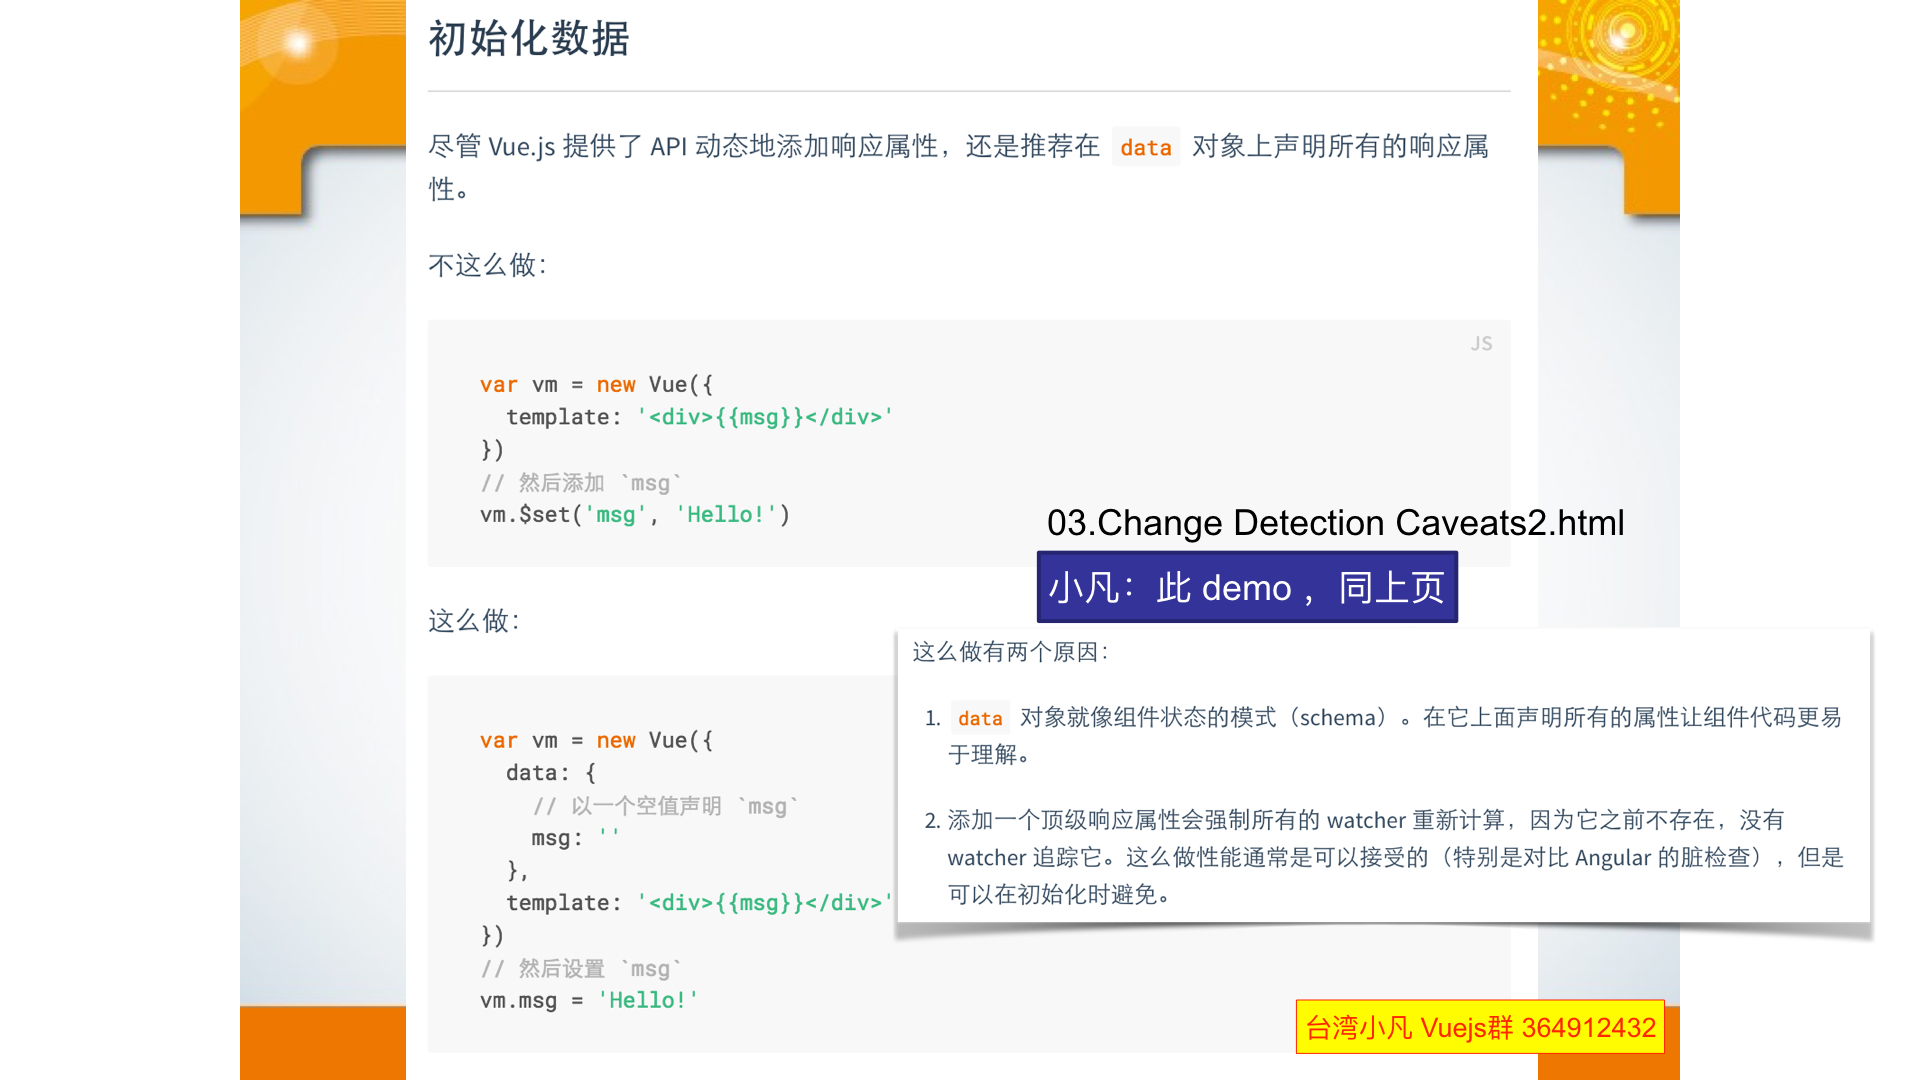 初始化数据
尽管 Vue.js 提供了 API 动态地添加响应属性，还是推荐在 data 对象上声明所有的响应属
性。
不这么做：
JS
var vm = new Vue({
  template: '<div>{{msg}}</div>'
})
// 然后添加 `msg`
vm.$set('msg', 'Hello!')
03.Change Detection Caveats2.html
小凡：此 demo ，同上页
这么做：
var vm = new Vue({
  data: {
    // 以一个空值声明 `msg`
    msg: ''
  },
  template: '<div>{{msg}}</div>'
})
// 然后设置 `msg`
vm.msg = 'Hello!'
这么做有两个原因：
1. data 对象就像组件状态的模式（schema）。在它上面声明所有的属性让组件代码更易
于理解。
2. 添加一个顶级响应属性会强制所有的 watcher 重新计算，因为它之前不存在，没有
watcher 追踪它。这么做性能通常是可以接受的（特别是对比 Angular 的脏检查），但是
可以在初始化时避免。
台湾小凡 Vuejs群 364912432